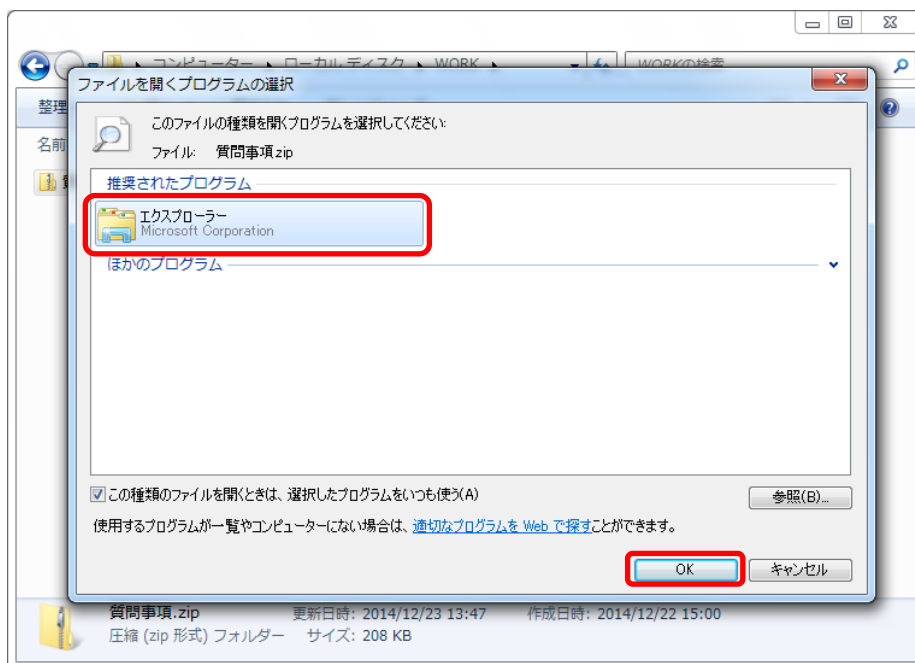 コンピューター ▸ ローカル ディスク ▸ WORK ▸
WORKの検索
ファイルを開くプログラムの選択
整理
名前
このファイルの種類を開くプログラムを選択してください:
ファイル: 質問事項.zip
推奨されたプログラム
エクスプローラー
Microsoft Corporation
ほかのプログラム
この種類のファイルを開くときは、選択したプログラムをいつも使う(A)
参照(B)...
使用するプログラムが一覧やコンピューターにない場合は、適切なプログラムを Web で探すことができます。
OK
キャンセル
質問事項.zip 更新日時: 2014/12/23 13:47 作成日時: 2014/12/22 15:00
圧縮 (zip 形式) フォルダー サイズ: 208 KB